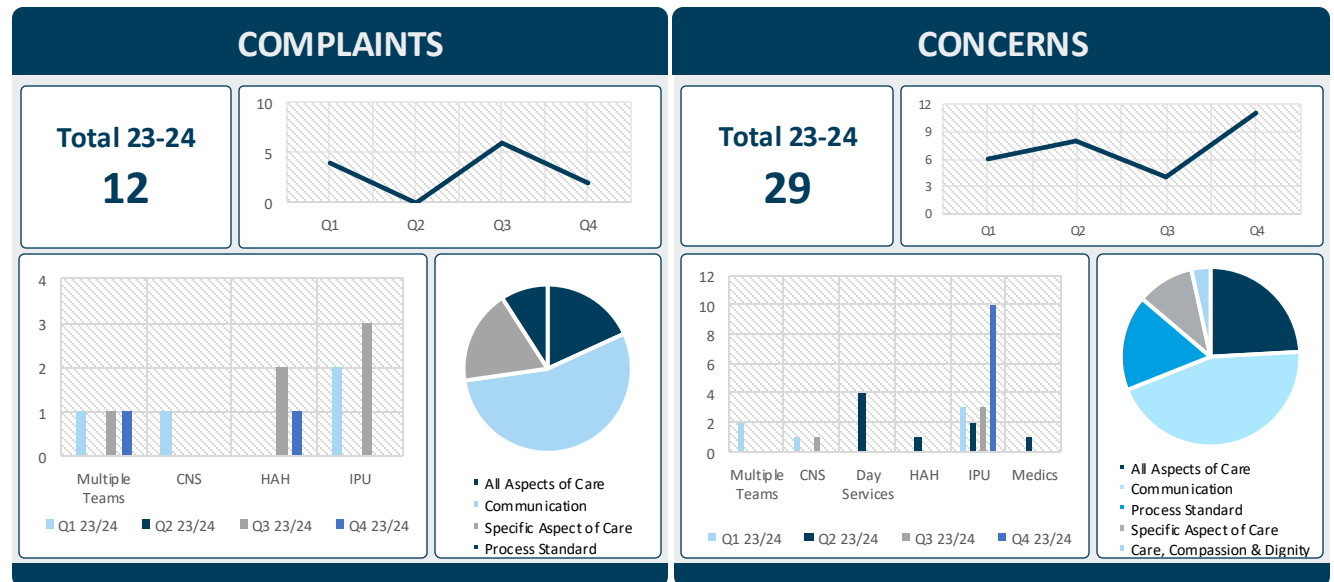 COMPLAINTS
Total 23-24
12
10
5
0
Q1 Q2 Q3 Q4
4
3
2
1
0
Multiple Teams CNS HAH IPU
Q1 23/24 Q2 23/24 Q3 23/24 Q4 23/24
All Aspects of Care
Communication
Specific Aspect of Care
Process Standard
CONCERNS
Total 23-24
29
12
9
6
3
0
Q1 Q2 Q3 Q4
12
10
8
6
4
2
0
Multiple Teams CNS Day Services HAH IPU Medics
Q1 23/24 Q2 23/24 Q3 23/24 Q4 23/24
All Aspects of Care
Communication
Process Standard
Specific Aspect of Care
Care, Compassion & Dignity